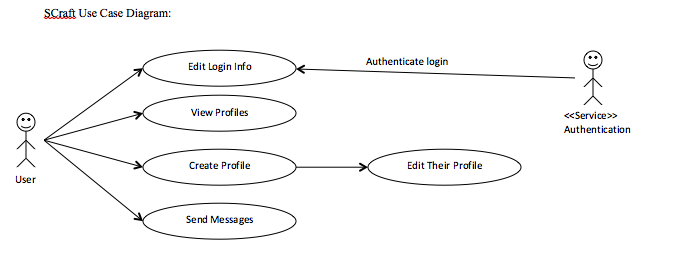 SCraft Use Case Diagram:
Authenticate login
Edit Login Info
View Profiles
<<Service>>
Authentication
Create Profile
Edit Their Profile
User
Send Messages